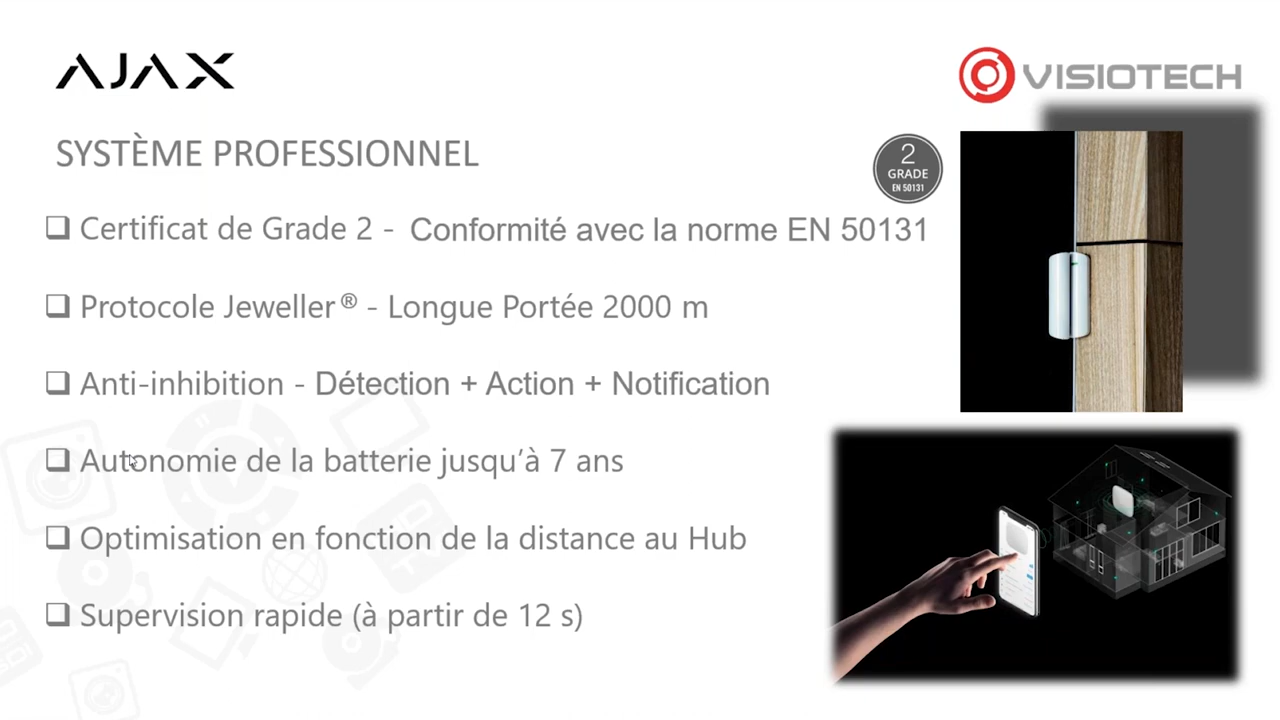 AJAX
VISIOTECH
SYSTÈME PROFESSIONNEL
2
GRADE
EN 50131
❑ Certificat de Grade 2 - Conformité avec la norme EN 50131
❑ Protocole Jeweller® - Longue Portée 2000 m
❑ Anti-inhibition - Détection + Action + Notification
❑ Autonomie de la batterie jusqu’à 7 ans
❑ Optimisation en fonction de la distance au Hub
❑ Supervision rapide (à partir de 12 s)